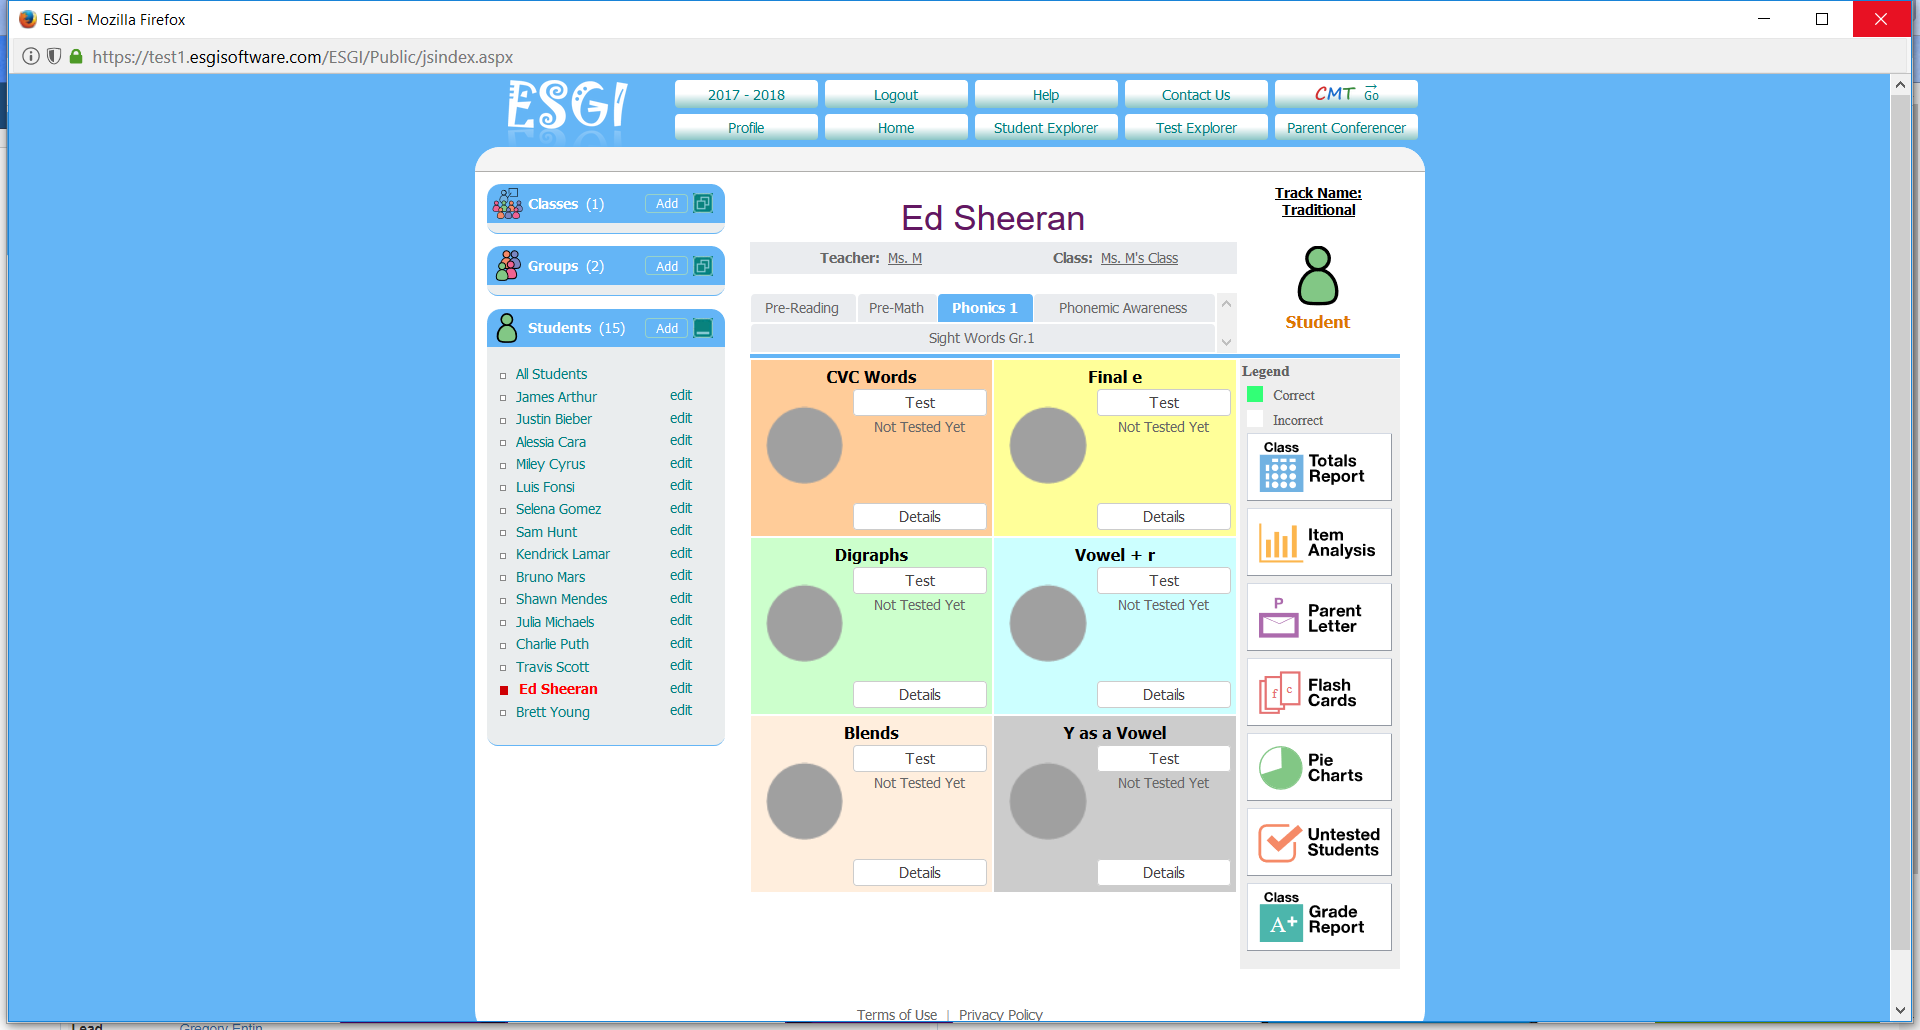 ESGI - Mozilla Firefox
https://test1.esgisoftware.com/ESGI/Public/jsindex.aspx
ESGI
2017 - 2018
Logout
Help
Contact Us
CMT Go
Profile
Home
Student Explorer
Test Explorer
Parent Conferencer
Classes (1)
Add
Groups (2)
Add
Students (15)
Add
All Students
James Arthur edit
Justin Bieber edit
Alessia Cara edit
Miley Cyrus edit
Luis Fonsi edit
Selena Gomez edit
Sam Hunt edit
Kendrick Lamar edit
Bruno Mars edit
Shawn Mendes edit
Julia Michaels edit
Charlie Puth edit
Travis Scott edit
Ed Sheeran edit
Brett Young edit
Ed Sheeran
Teacher: Ms. M Class: Ms. M's Class
Pre-Reading
Pre-Math
Phonics 1
Phonemic Awareness
Sight Words Gr.1
CVC Words
Test
Not Tested Yet
Details
Final e
Test
Not Tested Yet
Details
Digraphs
Test
Not Tested Yet
Details
Vowel + r
Test
Not Tested Yet
Details
Blends
Test
Not Tested Yet
Details
Y as a Vowel
Test
Not Tested Yet
Details
Track Name:
Traditional
Student
Legend
Correct
Incorrect
Class
Totals
Report
Item
Analysis
P
Parent
Letter
f c
Flash
Cards
Pie
Charts
Untested
Students
Class
A+
Grade
Report
Terms of Use | Privacy Policy
Lead
Gregory Entin